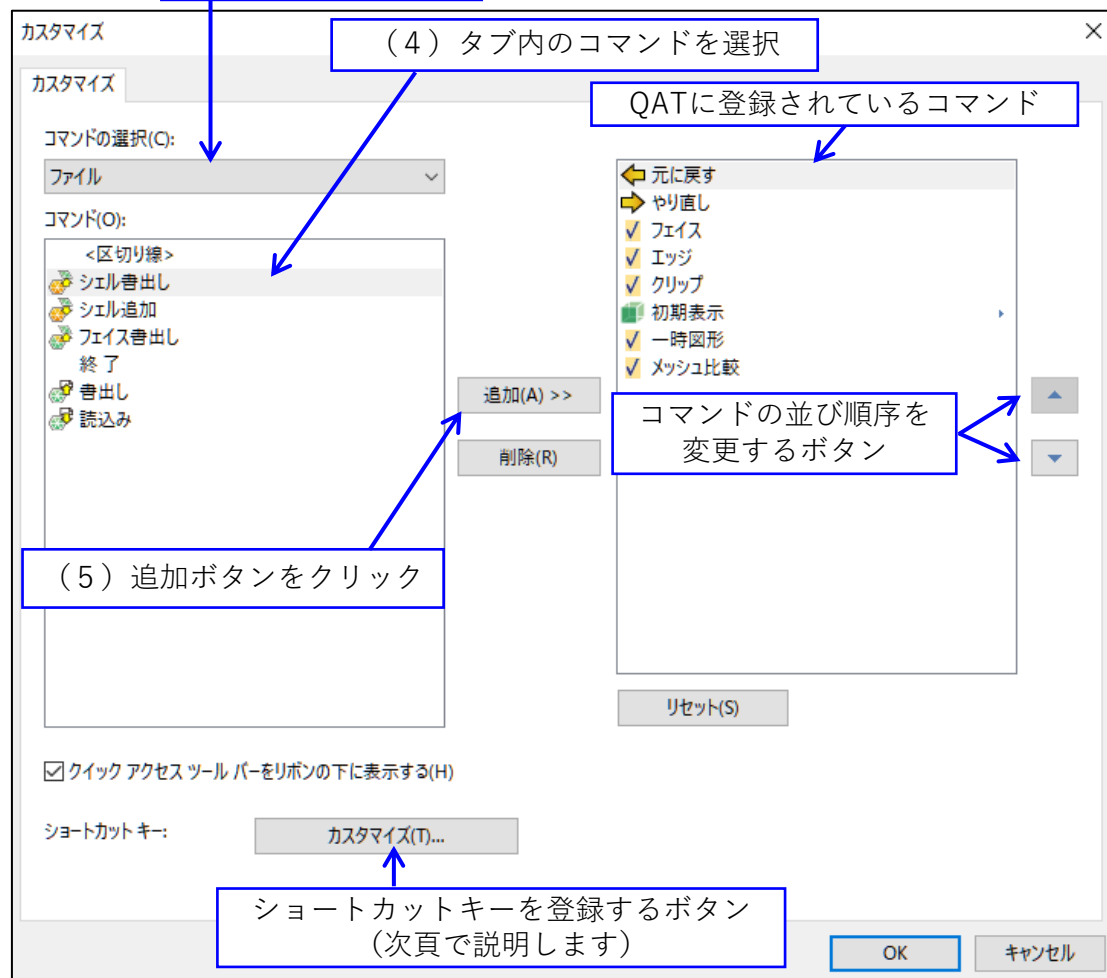 カスタマイズ
（４）タブ内のコマンドを選択
カスタマイズ
QATに登録されているコマンド
コマンドの選択(C):
ファイル
コマンド(O):
<区切り線>
シェル書出し
シェル追加
フェイス書出し
終了
書出し
読込み
元に戻す
やり直し
フェイス
エッジ
クリップ
初期表示
一時図形
メッシュ比較
追加(A) >>
削除(R)
コマンドの並び順序を
変更するボタン
（５）追加ボタンをクリック
リセット(S)
クイック アクセス ツール バーをリボンの下に表示する(H)
ショートカット キー:
カスタマイズ(T)...
ショートカットキーを登録するボタン
（次頁で説明します）
OK
キャンセル